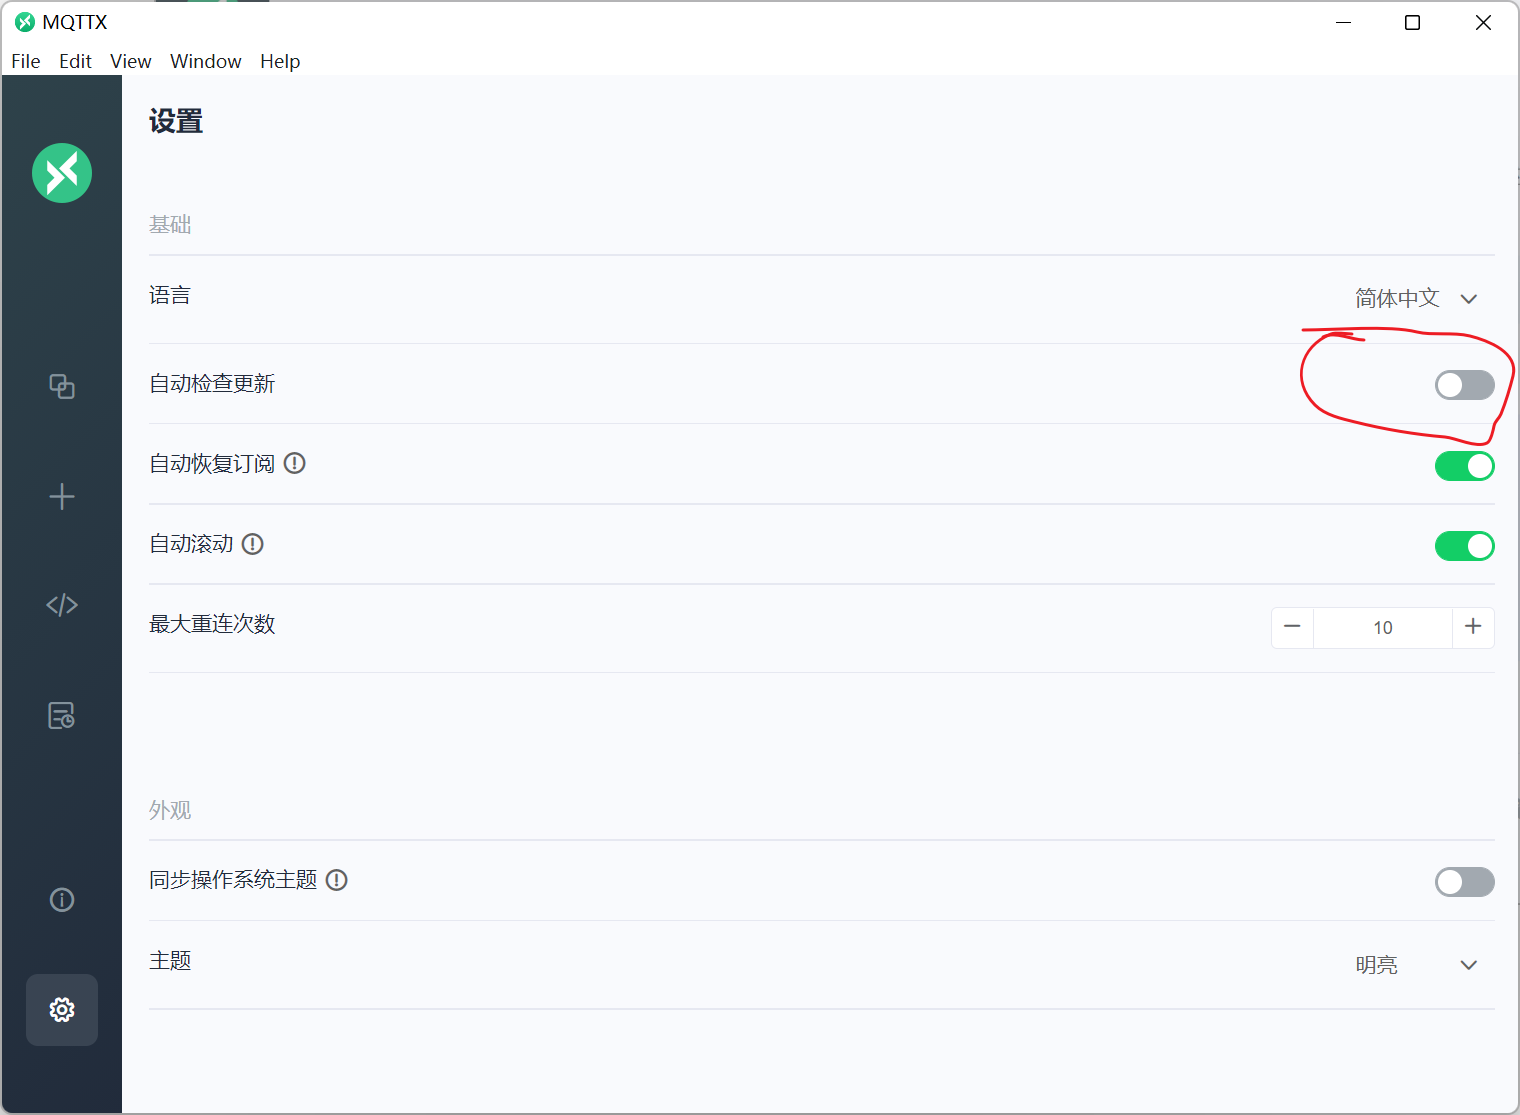 MQTTX
File Edit View Window Help
设置
基础
语言
简体中文
自动检查更新
自动恢复订阅
自动滚动
最大重连次数
10
外观
同步操作系统主题
主题
明亮